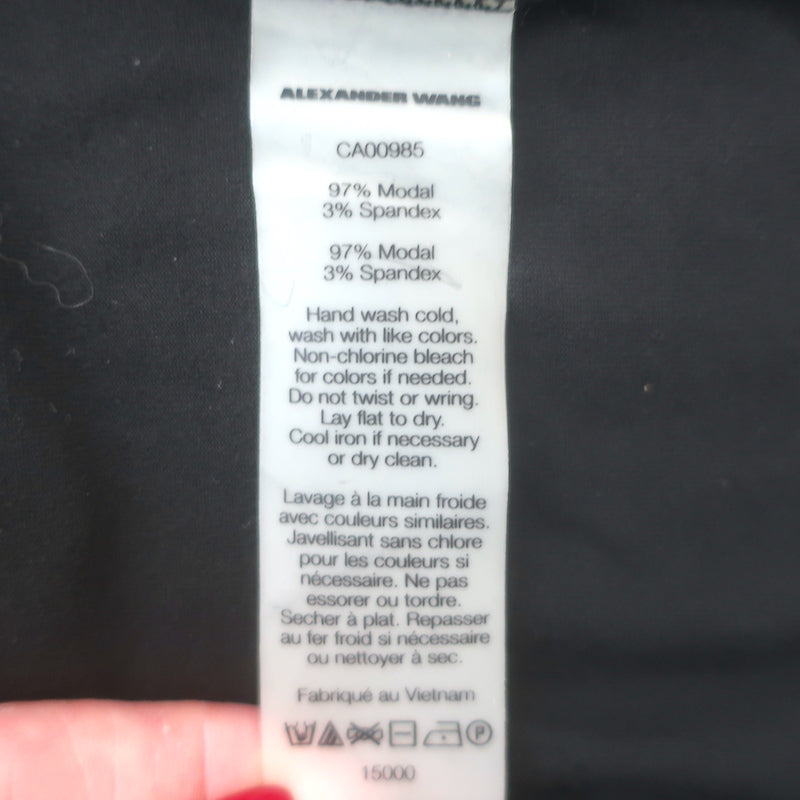 ALEXANDER WANG
CA00985
97% Modal
3% Spandex
97% Modal
3% Spandex
Hand wash cold,
wash with like colors.
Non-chlorine bleach
for colors if needed.
Do not twist or wring.
Lay flat to dry.
Cool iron if necessary
or dry clean.
Lavage à la main froide
avec couleurs similaires.
Javellisant sans chlore
pour les couleurs si
nécessaire. Ne pas
essorer ou tordre.
Secher à plat. Repasser
au fer froid si nécessaire
ou nettoyer à sec.
Fabriqué au Vietnam
P
15000